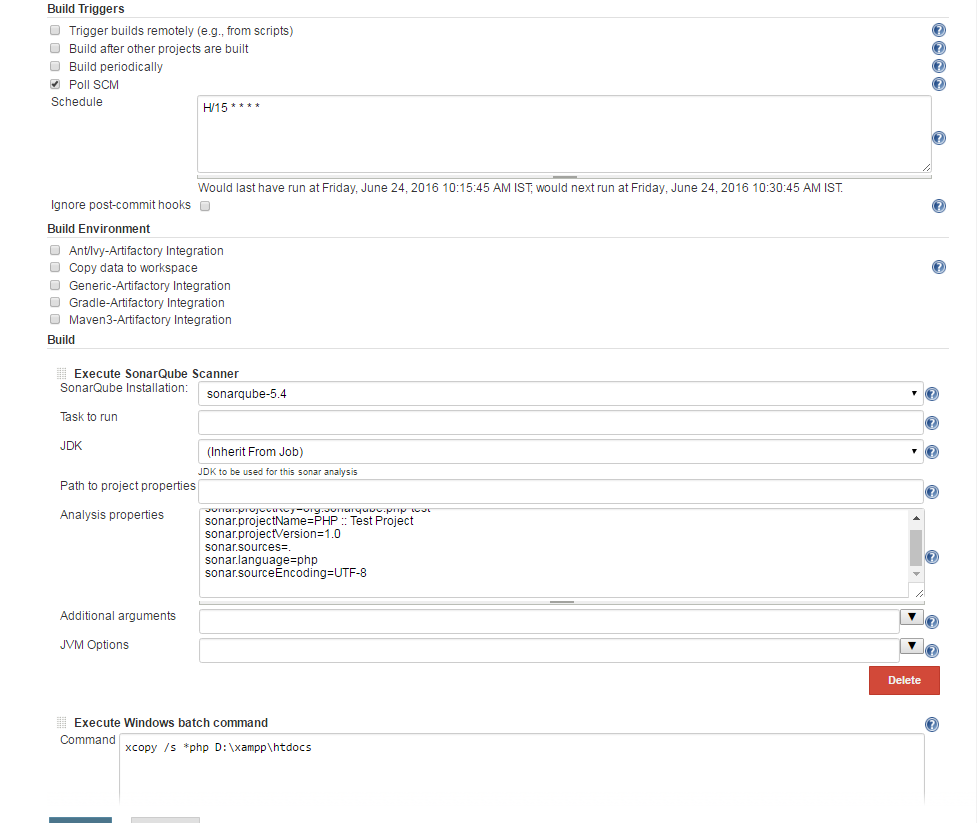 Build Triggers
Trigger builds remotely (e.g., from scripts)
Build after other projects are built
Build periodically
Poll SCM
Schedule
H/15 * * * *
Would last have run at Friday, June 24, 2016 10:15:45 AM IST; would next run at Friday, June 24, 2016 10:30:45 AM IST.
Ignore post-commit hooks
Build Environment
Ant/Ivy-Artifactory Integration
Copy data to workspace
Generic-Artifactory Integration
Gradle-Artifactory Integration
Maven3-Artifactory Integration
Build
Execute SonarQube Scanner
SonarQube Installation:
sonarqube-5.4
Task to run
JDK
(Inherit From Job)
JDK to be used for this sonar analysis
Path to project properties
Analysis properties
sonar.projectKey=org.sonarqube:php-test
sonar.projectName=PHP :: Test Project
sonar.projectVersion=1.0
sonar.sources=.
sonar.language=php
sonar.sourceEncoding=UTF-8
Additional arguments
JVM Options
Delete
Execute Windows batch command
Command
xcopy /s *php D:\xampp\htdocs